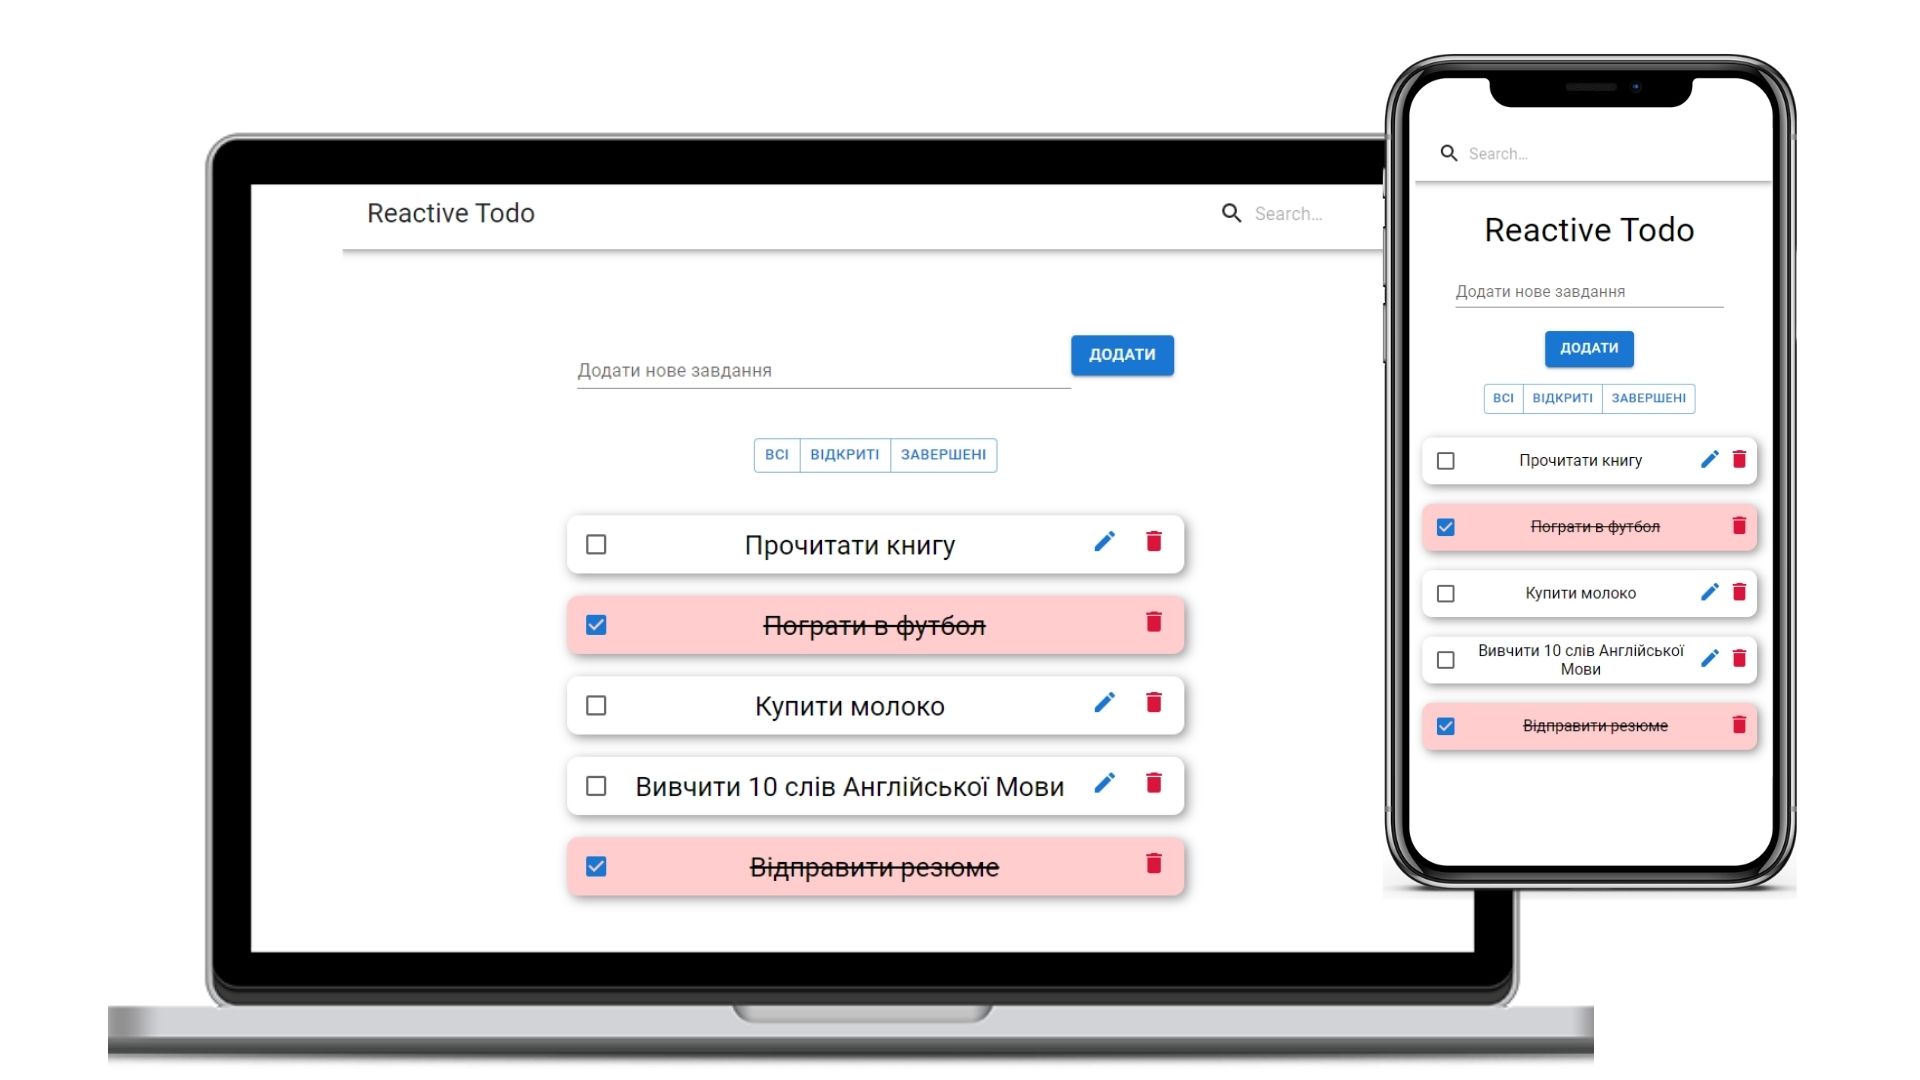 Reactive Todo
Search...
Додати нове завдання
ДОДАТИ
ВСІ ВІДКРИТІ ЗАВЕРШЕНІ
Прочитати книгу
Пограти в футбол
Купити молоко
Вивчити 10 слів Англійської Мови
Відправити резюме
Search...
Reactive Todo
Додати нове завдання
ДОДАТИ
ВСІ ВІДКРИТІ ЗАВЕРШЕНІ
Прочитати книгу
Пограти в футбол
Купити молоко
Вивчити 10 слів Англійської
Мови
Відправити резюме